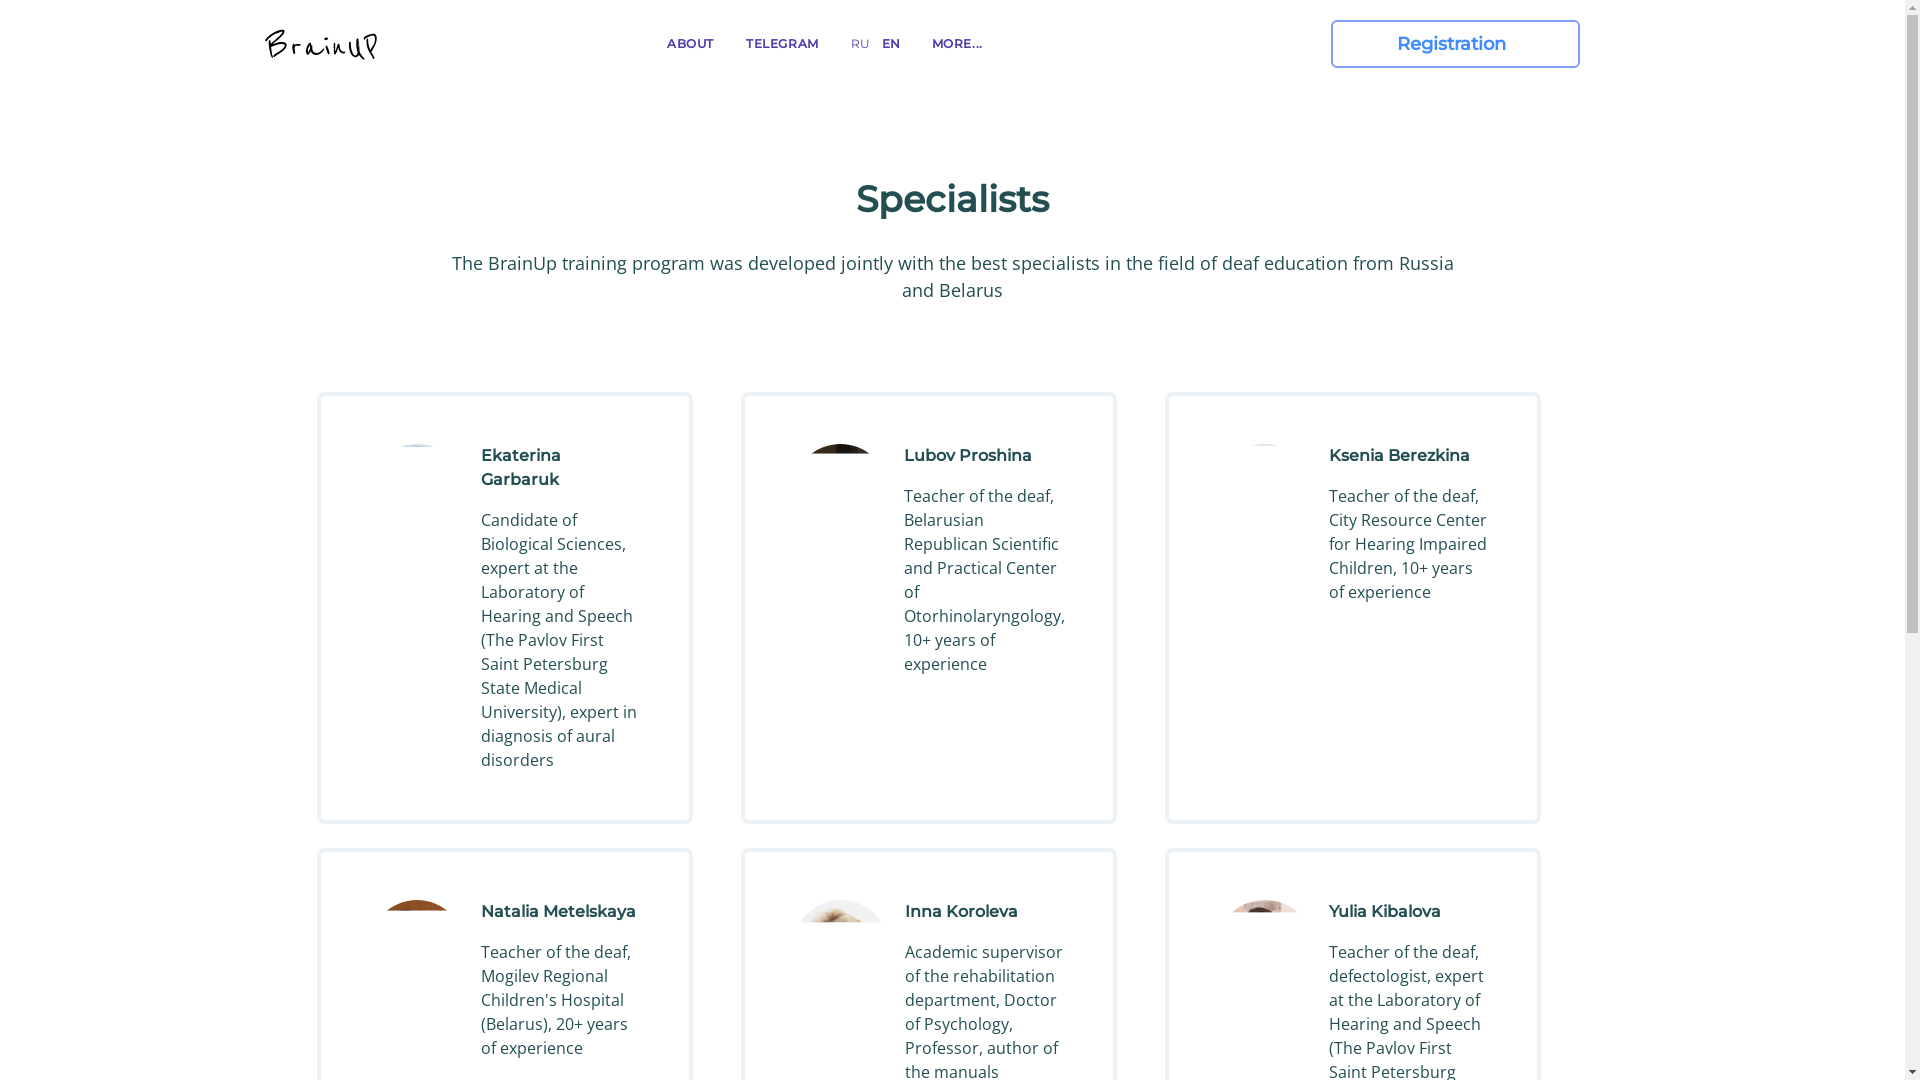 BrainUP
ABOUT
TELEGRAM
RU
EN
MORE...
Registration
Specialists
The BrainUp training program was developed jointly with the best specialists in the field of deaf education from Russia
and Belarus
Ekaterina
Garbaruk
Candidate of
Biological Sciences,
expert at the
Laboratory of
Hearing and Speech
(The Pavlov First
Saint Petersburg
State Medical
University), expert in
diagnosis of aural
disorders
Lubov Proshina
Teacher of the deaf,
Belarusian
Republican Scientific
and Practical Center
of
Otorhinolaryngology,
10+ years of
experience
Ksenia Berezkina
Teacher of the deaf,
City Resource Center
for Hearing Impaired
Children, 10+ years
of experience
Natalia Metelskaya
Teacher of the deaf,
Mogilev Regional
Children's Hospital
(Belarus), 20+ years
of experience
Inna Koroleva
Academic supervisor
of the rehabilitation
department, Doctor
of Psychology,
Professor, author of
the manuals
Yulia Kibalova
Teacher of the deaf,
defectologist, expert
at the Laboratory of
Hearing and Speech
(The Pavlov First
Saint Petersburg